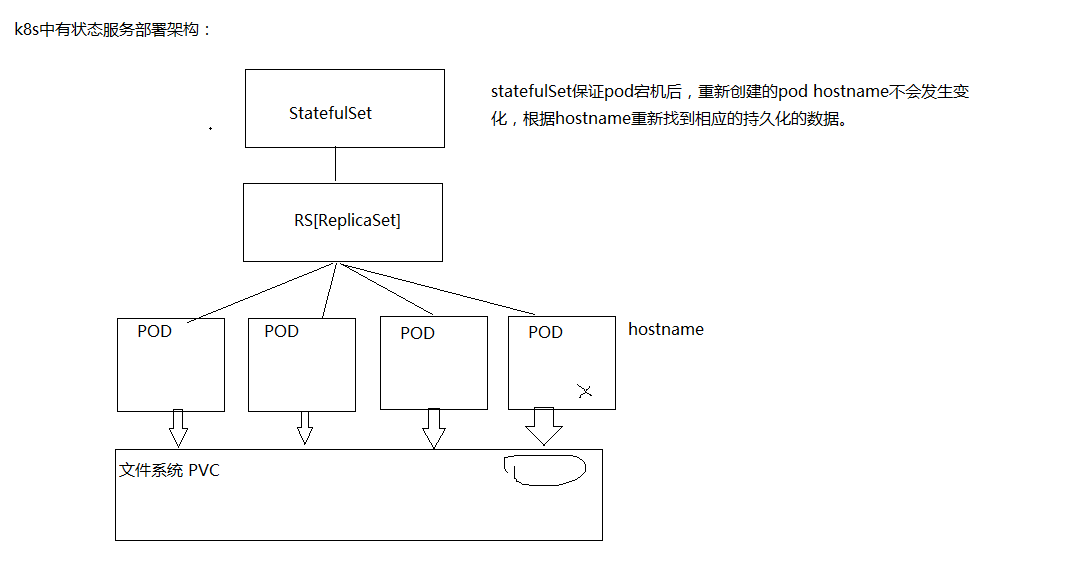 k8s中有状态服务部署架构：
StatefulSet
statefulSet保证pod宕机后，重新创建的pod hostname不会发生变
化，根据hostname重新找到相应的持久化的数据。
RS[ReplicaSet]
POD
POD
POD
POD
hostname
文件系统 PVC